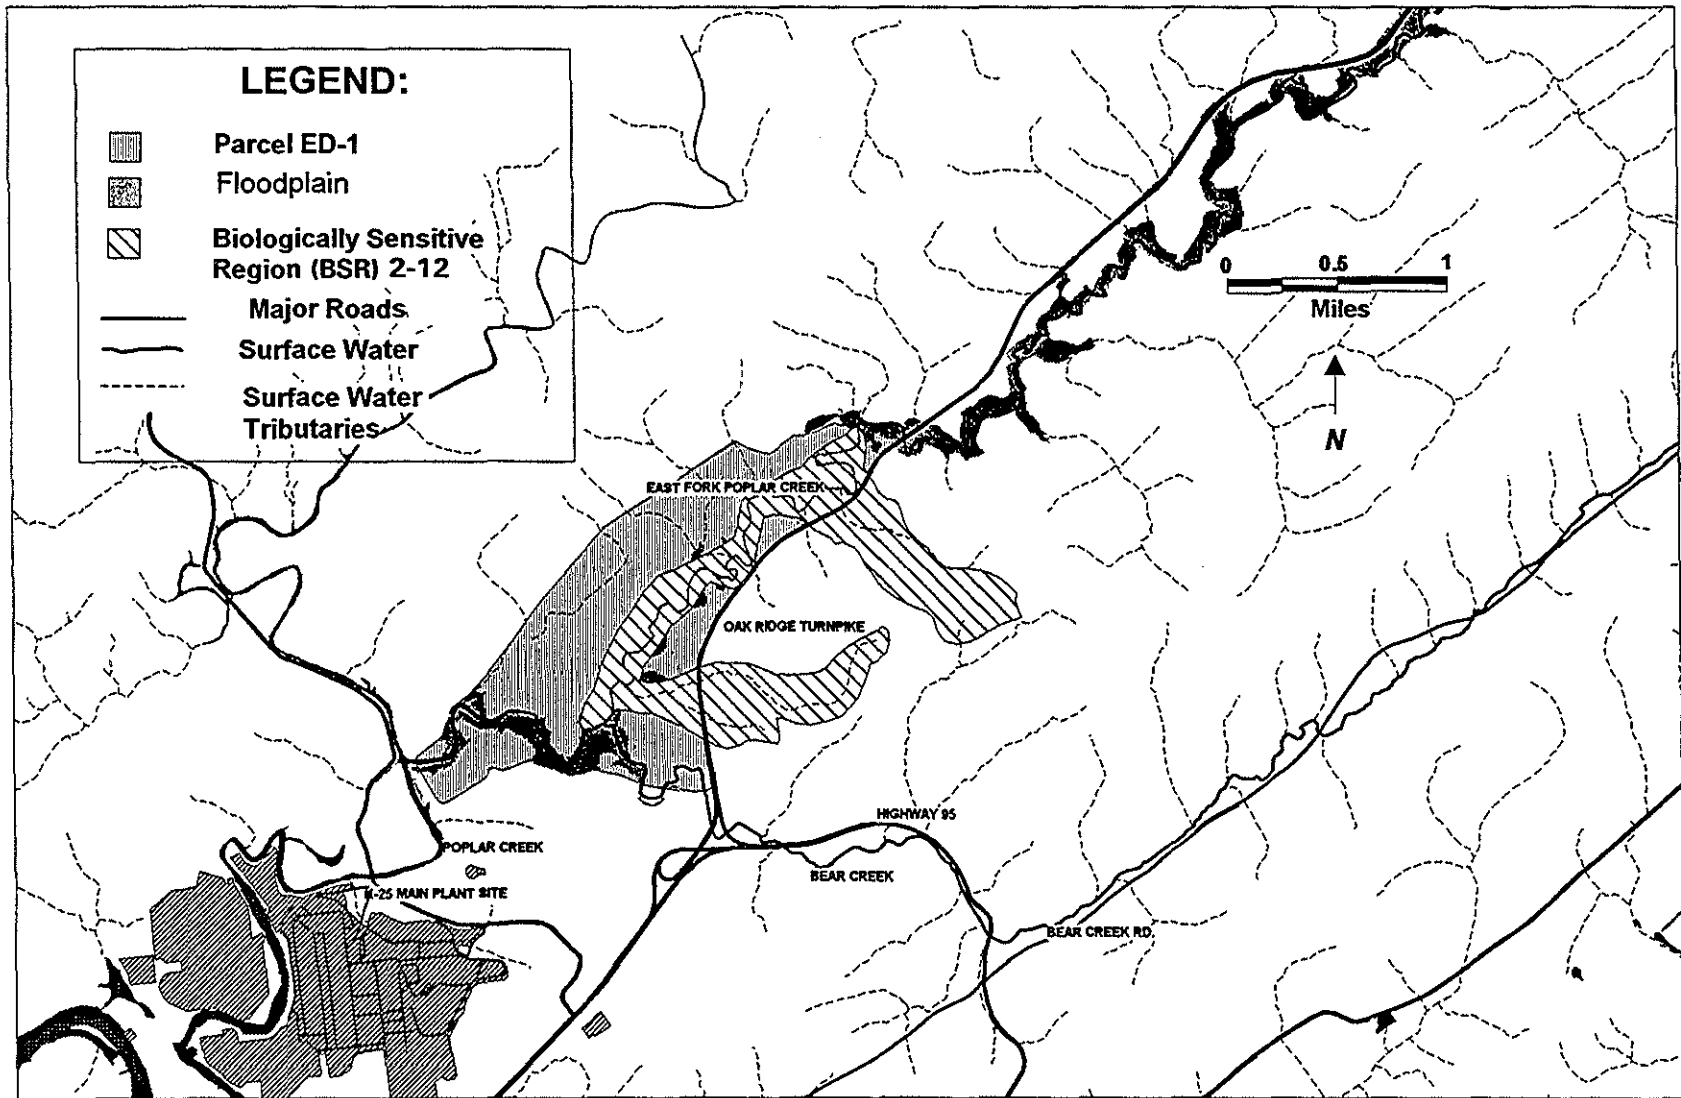 LEGEND:
Parcel ED-1
Floodplain
Biologically Sensitive
Region (BSR) 2-12
Major Roads
Surface Water
Surface Water
Tributaries
0 0.5 1
Miles
N
EAST FORK POPLAR CREEK
OAK RIDGE TURNPIKE
HIGHWAY 95
POPLAR CREEK
BEAR CREEK
K-25 MAIN PLANT SITE
BEAR CREEK RD.